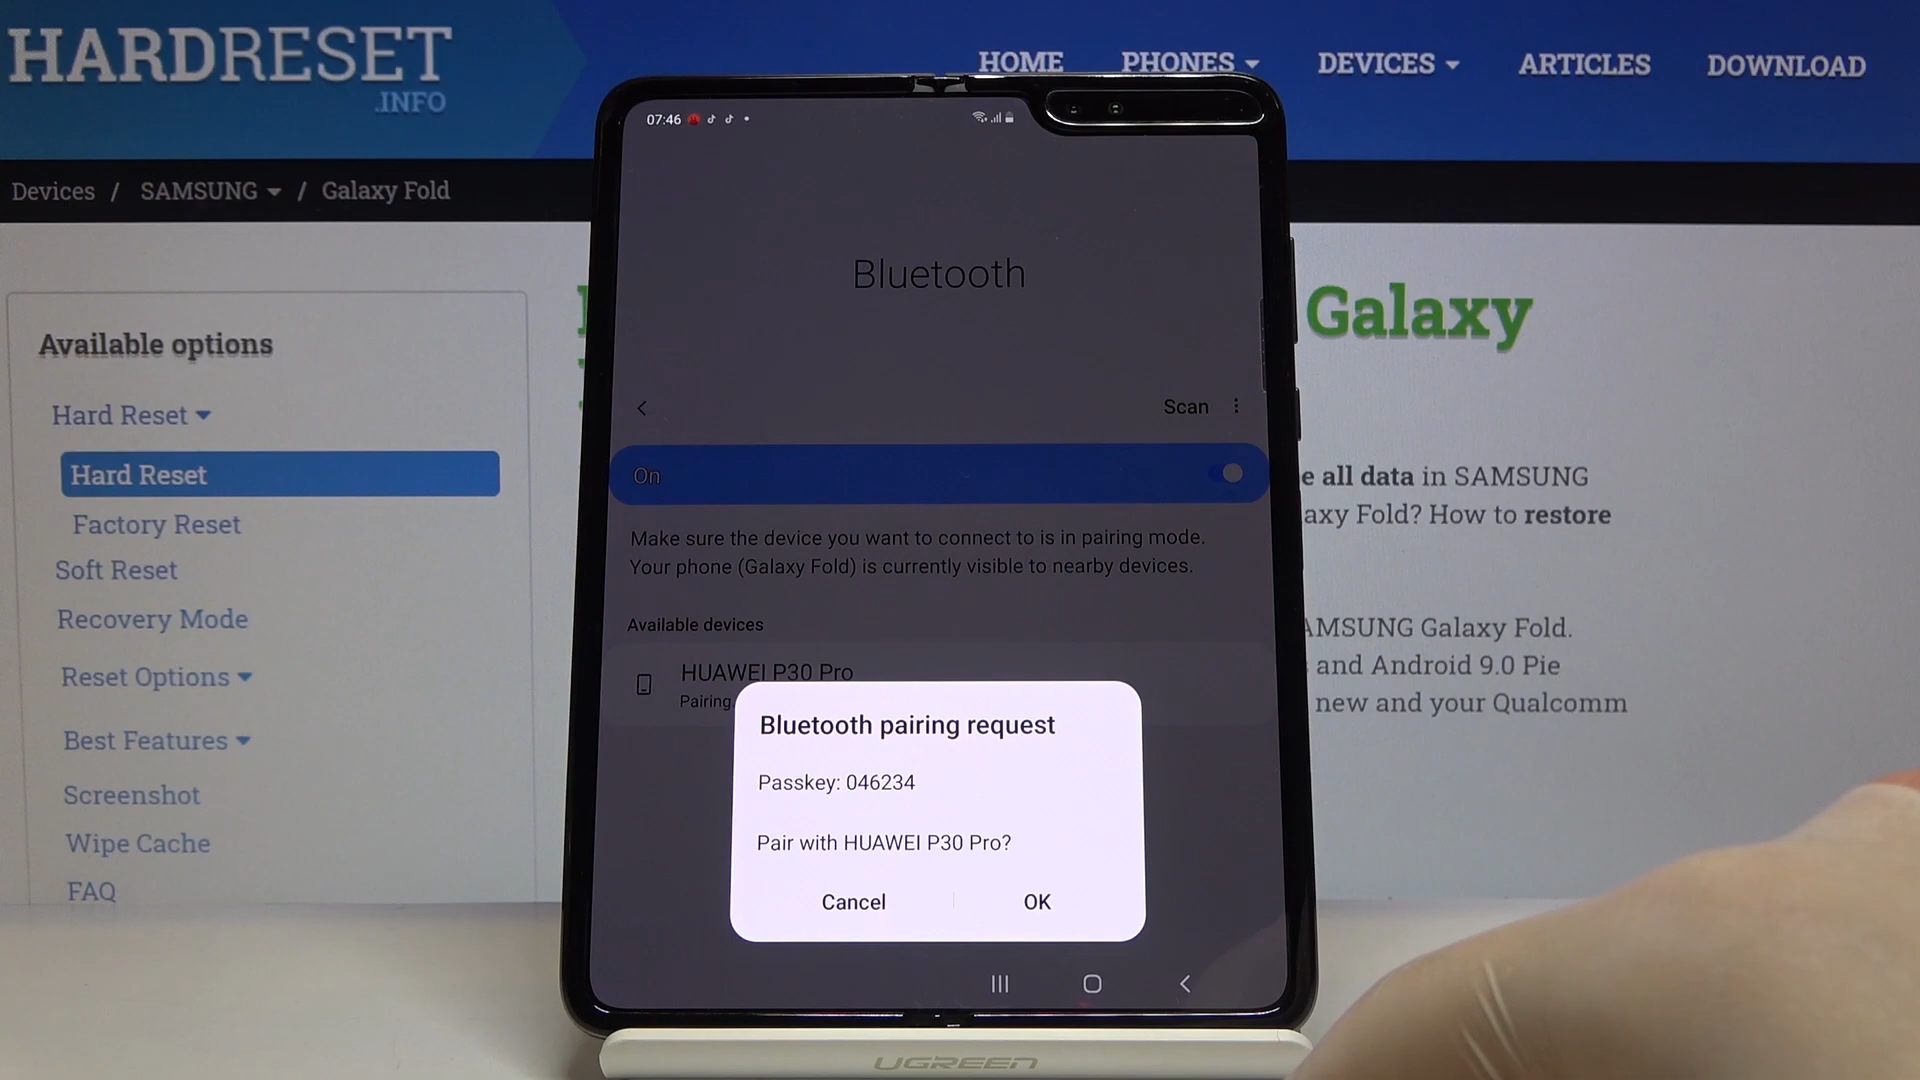 HARDRESET
.INFO
HOME PHONES DEVICES ARTICLES DOWNLOAD
Devices / SAMSUNG / Galaxy Fold
Available options
Hard Reset
Hard Reset
Factory Reset
Soft Reset
Recovery Mode
Reset Options
Best Features
Screenshot
Wipe Cache
FAQ
07:46
Bluetooth
Scan
On
Make sure the device you want to connect to is in pairing mode.
Your phone (Galaxy Fold) is currently visible to nearby devices.
Available devices
HUAWEI P30 Pro
Pairing
Bluetooth pairing request
Passkey: 046234
Pair with HUAWEI P30 Pro?
Cancel OK
Galaxy
all data in SAMSUNG
Fold? How to restore
SAMSUNG Galaxy Fold.
and Android 9.0 Pie
new and your Qualcomm
UGREEN